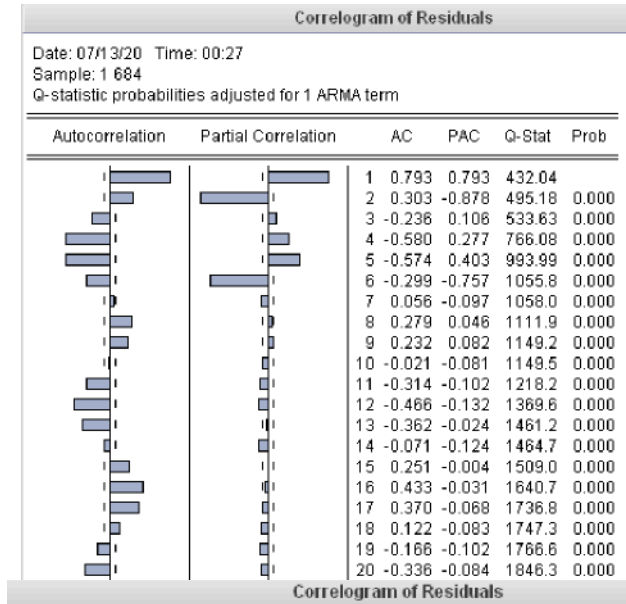 Correlogram of Residuals
Date: 07/13/20 Time: 00:27
Sample: 1 684
Q-statistic probabilities adjusted for 1 ARMA term
Autocorrelation Partial Correlation AC PAC Q-Stat Prob
1 0.793 0.793 432.04
2 0.303 -0.878 495.18 0.000
3 -0.236 0.106 533.63 0.000
4 -0.580 0.277 766.08 0.000
5 -0.574 0.403 993.99 0.000
6 -0.299 -0.757 1055.8 0.000
7 0.056 -0.097 1058.0 0.000
8 0.279 0.046 1111.9 0.000
9 0.232 0.082 1149.2 0.000
10 -0.021 -0.081 1149.5 0.000
11 -0.314 -0.102 1218.2 0.000
12 -0.466 -0.132 1369.6 0.000
13 -0.362 -0.024 1461.2 0.000
14 -0.071 -0.124 1464.7 0.000
15 0.251 -0.004 1509.0 0.000
16 0.433 -0.031 1640.7 0.000
17 0.370 -0.068 1736.8 0.000
18 0.122 -0.083 1747.3 0.000
19 -0.166 -0.102 1766.6 0.000
20 -0.336 -0.084 1846.3 0.000
Correlogram of Residuals